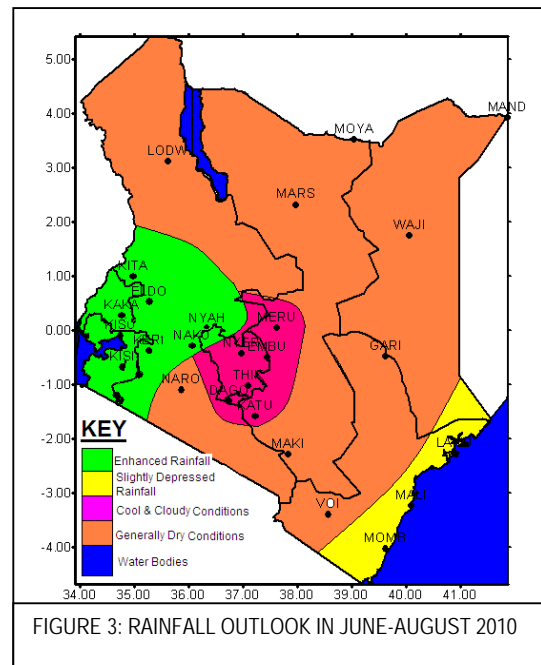 5.00
4.00
3.00
2.00
1.00
0.00
-1.00
-2.00
-3.00
-4.00
MAND
MOYA
LODW
MARS
WAJI
KITA
ELDO
KAKA
NYAH
MERU
KISU
KERI
NAKU
NYER
EMBU
GARI
KISI
THIK
NARO
DAGO
KATU
MAKI
LAMU
VOI
MALI
MOMB
KEY
Enhanced Rainfall
Slightly Depressed
Rainfall
Cool & Cloudy Conditions
Generally Dry Conditions
Water Bodies
34.00 35.00 36.00 37.00 38.00 39.00 40.00 41.00
FIGURE 3: RAINFALL OUTLOOK IN JUNE-AUGUST 2010